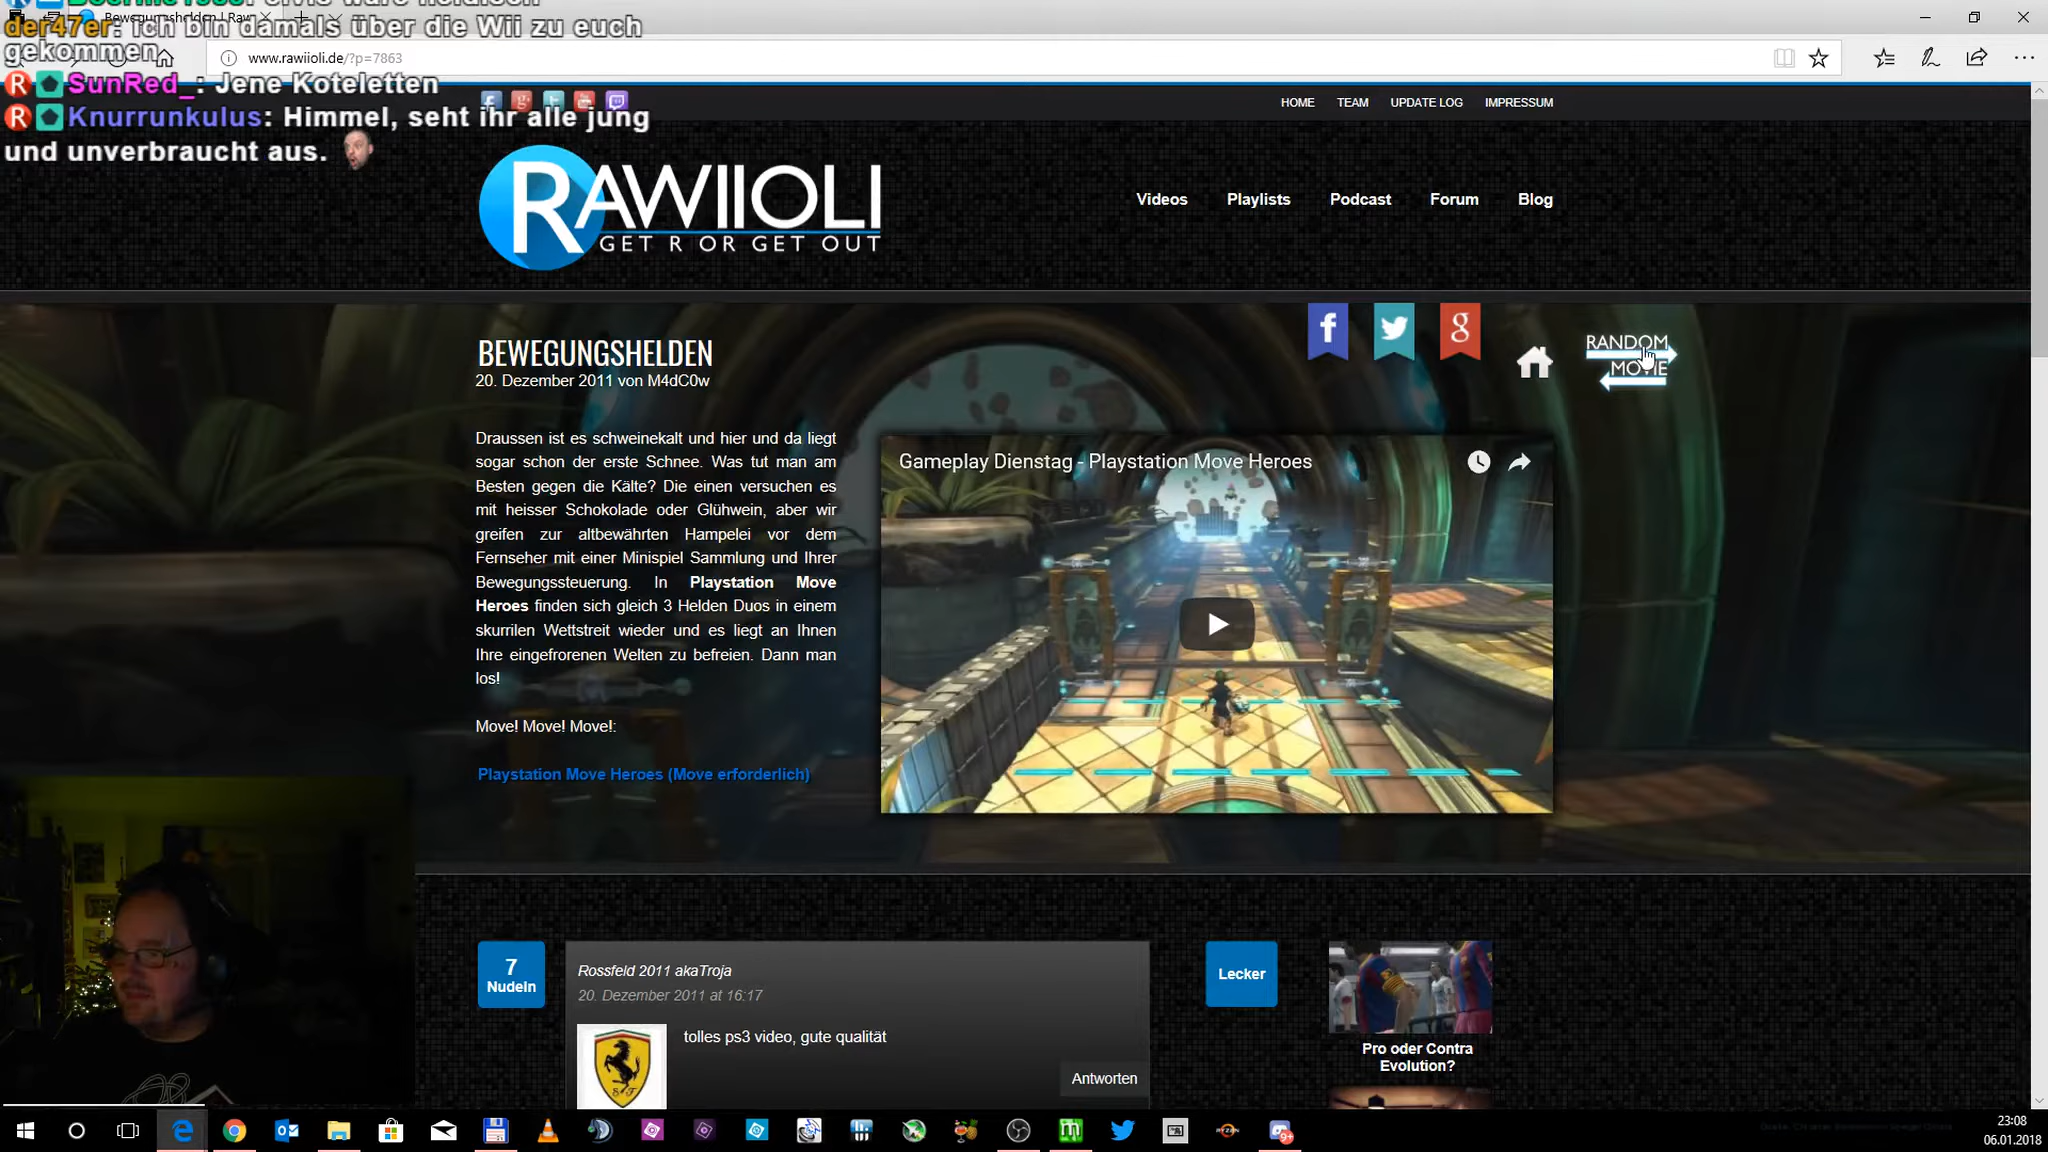 Bewegungshelden | Raw
der47er: ich bin damals über die Wii zu euch
gekommen
www.rawiioli.de/?p=7863
SunRed_: Jene Koteletten
Knurrunkulus: Himmel, seht ihr alle jung
und unverbraucht aus.
HOME TEAM UPDATE LOG IMPRESSUM
RAWIIOLI
GET R OR GET OUT
Videos Playlists Podcast Forum Blog
BEWEGUNGSHELDEN
20. Dezember 2011 von M4dC0w
RANDOM
MOVIE
Draussen ist es schweinekalt und hier und da liegt
sogar schon der erste Schnee. Was tut man am
Besten gegen die Kälte? Die einen versuchen es
mit heisser Schokolade oder Glühwein, aber wir
greifen zur altbewährten Hampelei vor dem
Fernseher mit einer Minispiel Sammlung und Ihrer
Bewegungssteuerung. In Playstation Move
Heroes finden sich gleich 3 Helden Duos in einem
skurrilen Wettstreit wieder und es liegt an Ihnen
Ihre eingefrorenen Welten zu befreien. Dann man
los!
Move! Move! Move!:
Playstation Move Heroes (Move erforderlich)
Gameplay Dienstag - Playstation Move Heroes
7
Nudeln
Rossfeld 2011 akaTroja
20. Dezember 2011 at 16:17
tolles ps3 video, gute qualität
Antworten
Lecker
Pro oder Contra
Evolution?
23:08
06.01.2018